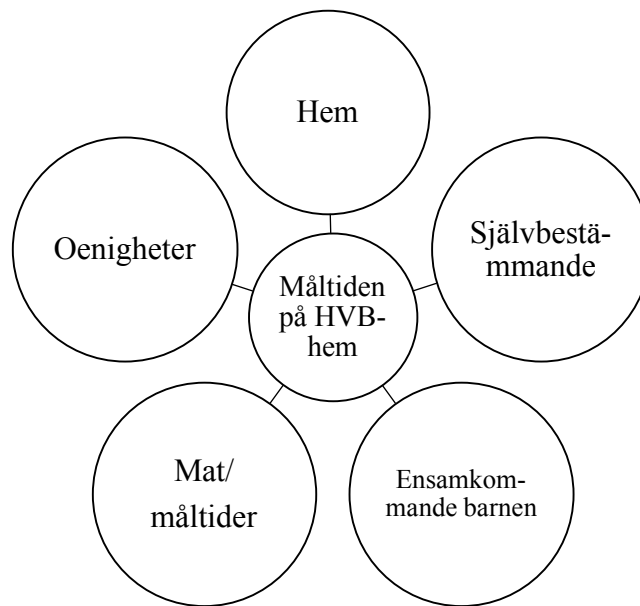 Hem
Oenigheter
Självbestä-
mmande
Måltiden
på HVB-
hem
Mat/
måltider
Ensamkom-
mande barnen